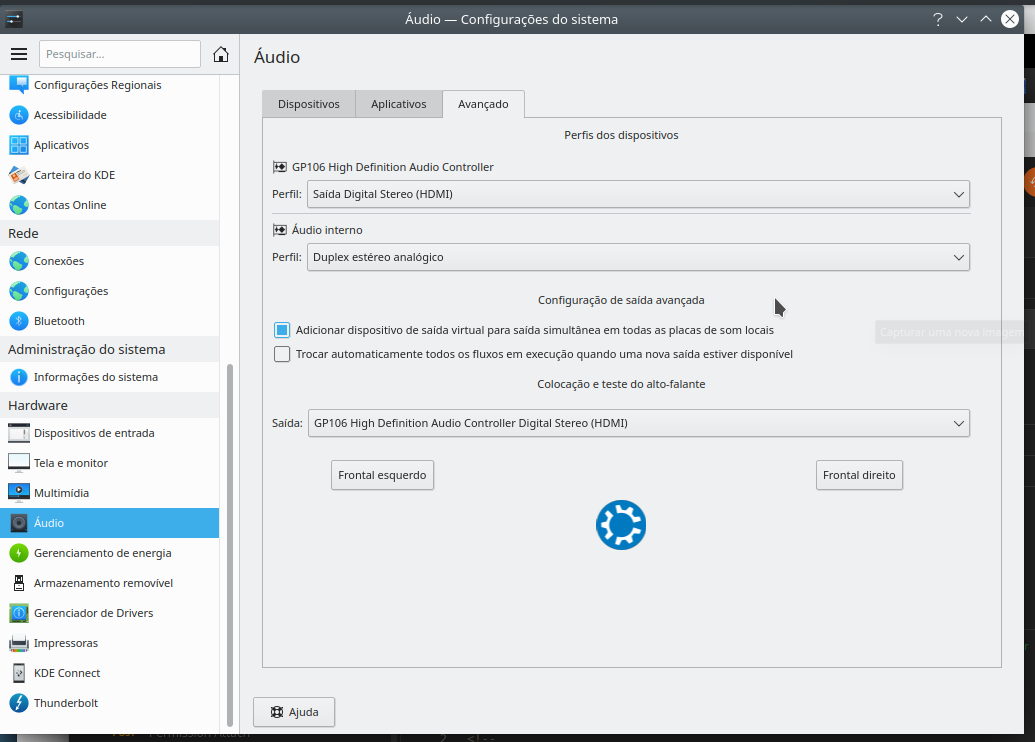 Áudio — Configurações do sistema
Pesquisar...
Configurações Regionais
Acessibilidade
Aplicativos
Carteira do KDE
Contas Online
Rede
Conexões
Configurações
Bluetooth
Administração do sistema
Informações do sistema
Hardware
Dispositivos de entrada
Tela e monitor
Multimídia
Áudio
Gerenciamento de energia
Armazenamento removível
Gerenciador de Drivers
Impressoras
KDE Connect
Thunderbolt
Áudio
Dispositivos Aplicativos Avançado
Perfis dos dispositivos
GP106 High Definition Audio Controller
Perfil: Saída Digital Stereo (HDMI)
Áudio interno
Perfil: Duplex estéreo analógico
Configuração de saída avançada
Adicionar dispositivo de saída virtual para saída simultânea em todas as placas de som locais
Capturar uma nova imagem
Trocar automaticamente todos os fluxos em execução quando uma nova saída estiver disponível
Colocação e teste do alto-falante
Saída: GP106 High Definition Audio Controller Digital Stereo (HDMI)
Frontal esquerdo Frontal direito
Ajuda